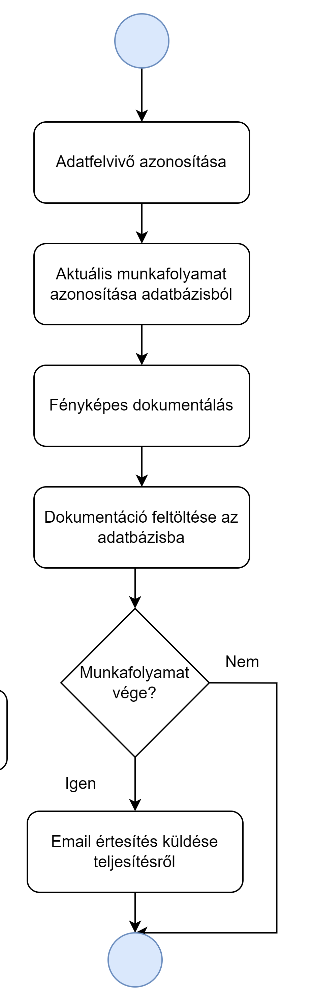 Adatfelvivő azonosítása
Aktuális munkafolyamat
azonosítása adatbázisból
Fényképes dokumentálás
Dokumentáció feltöltése az
adatbázisba
Munkafolyamat
vége?
Nem
Igen
Email értesítés küldése
teljesítésről